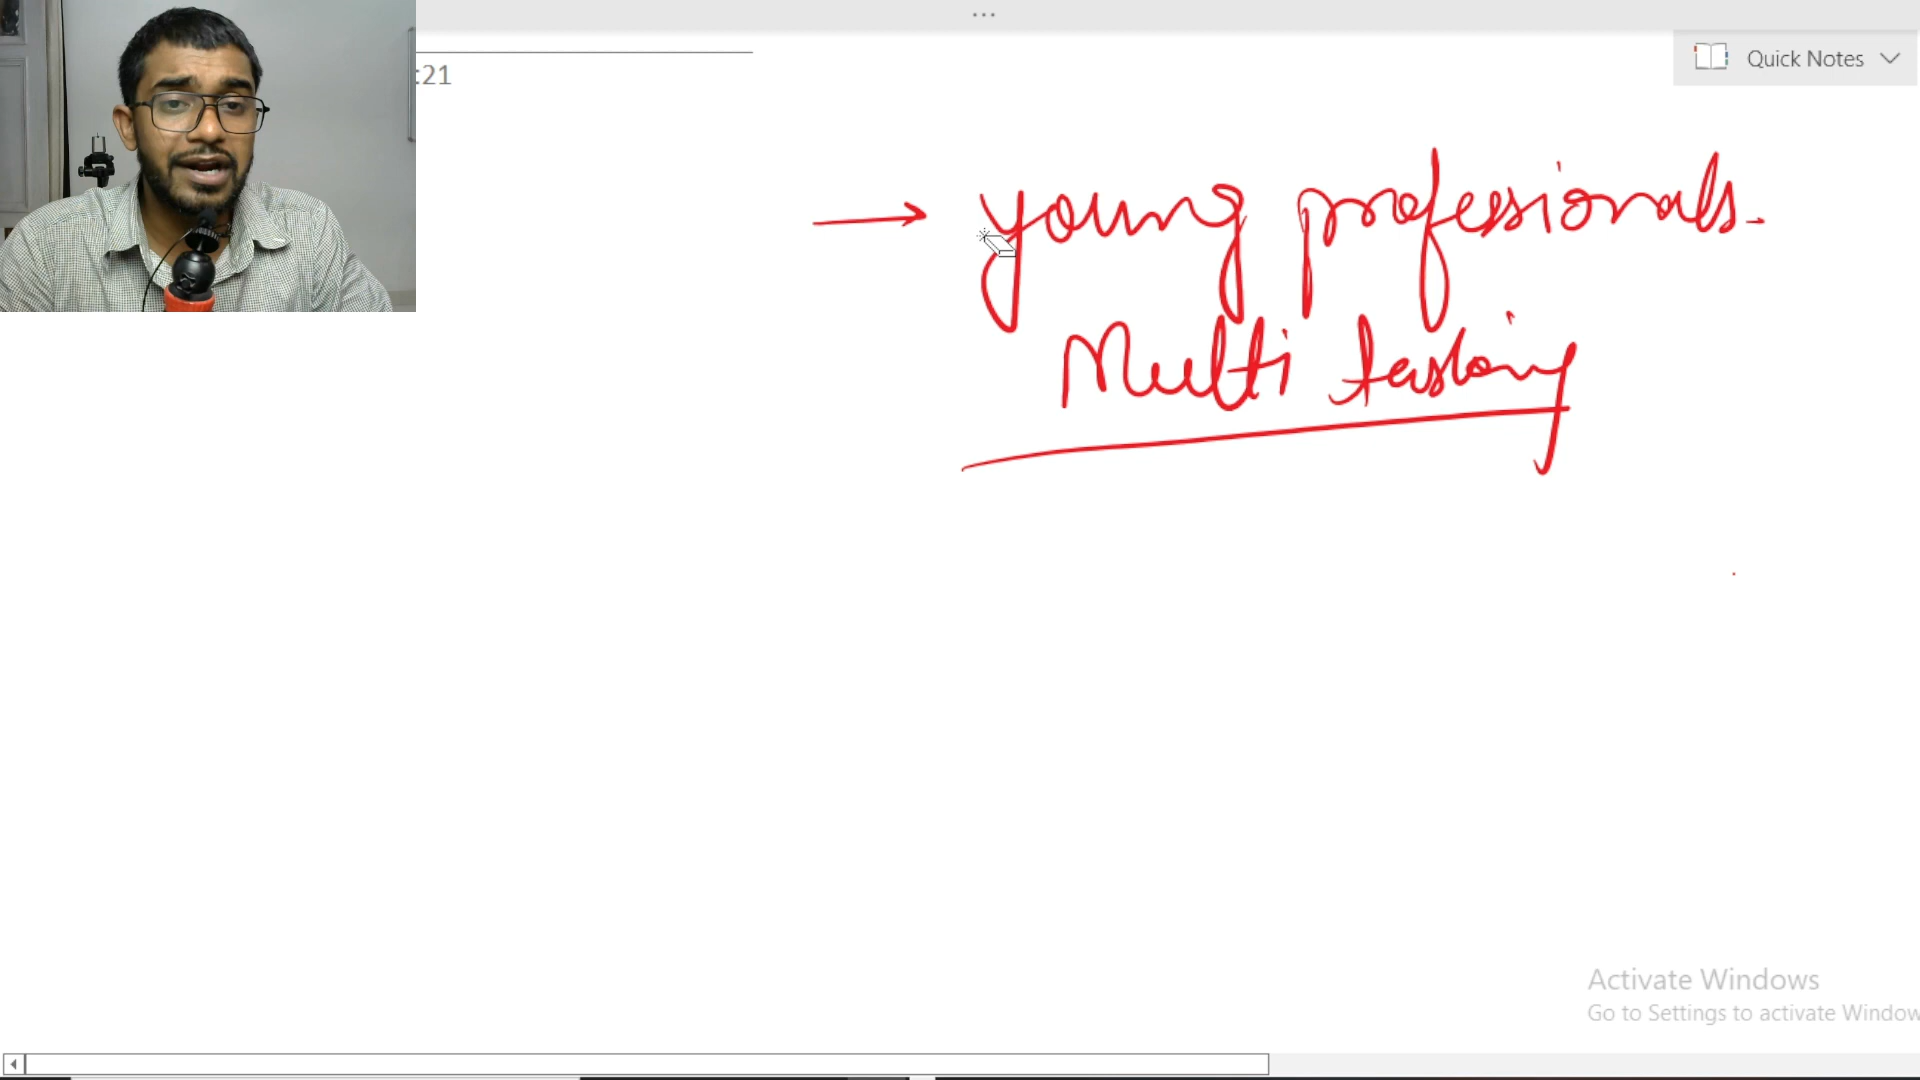 ...
:21
Quick Notes
→ young professionals.
Multi tasking
Activate Windows
Go to Settings to activate Window